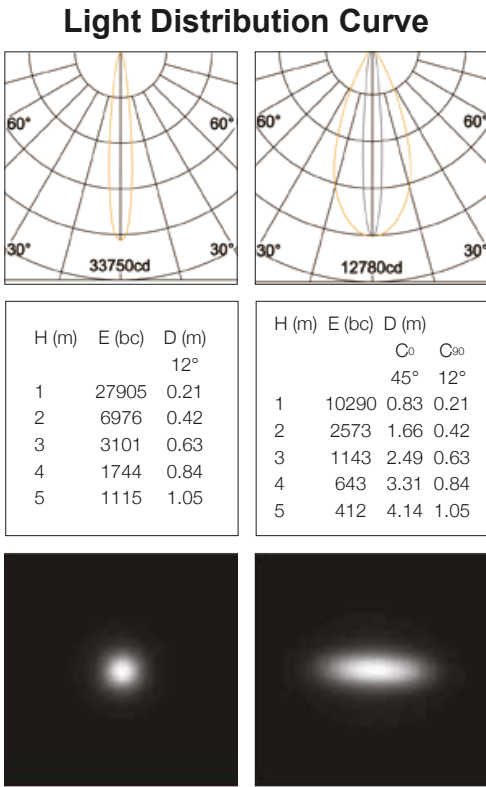 Light Distribution Curve
60° 60°
30° 30°
33750cd
60° 60°
30° 30°
12780cd
H (m) E (bc) D (m)
12°
1 27905 0.21
2 6976 0.42
3 3101 0.63
4 1744 0.84
5 1115 1.05
H (m) E (bc) D (m)
C0 C90
45° 12°
1 10290 0.83 0.21
2 2573 1.66 0.42
3 1143 2.49 0.63
4 643 3.31 0.84
5 412 4.14 1.05